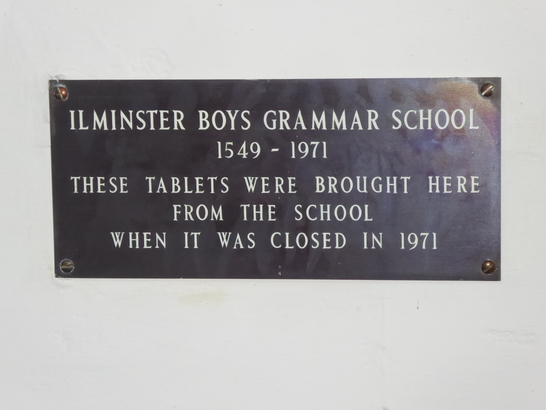 ILMINSTER BOYS GRAMMAR SCHOOL
1549 - 1971
THESE TABLETS WERE BROUGHT HERE
FROM THE SCHOOL
WHEN IT WAS CLOSED IN 1971